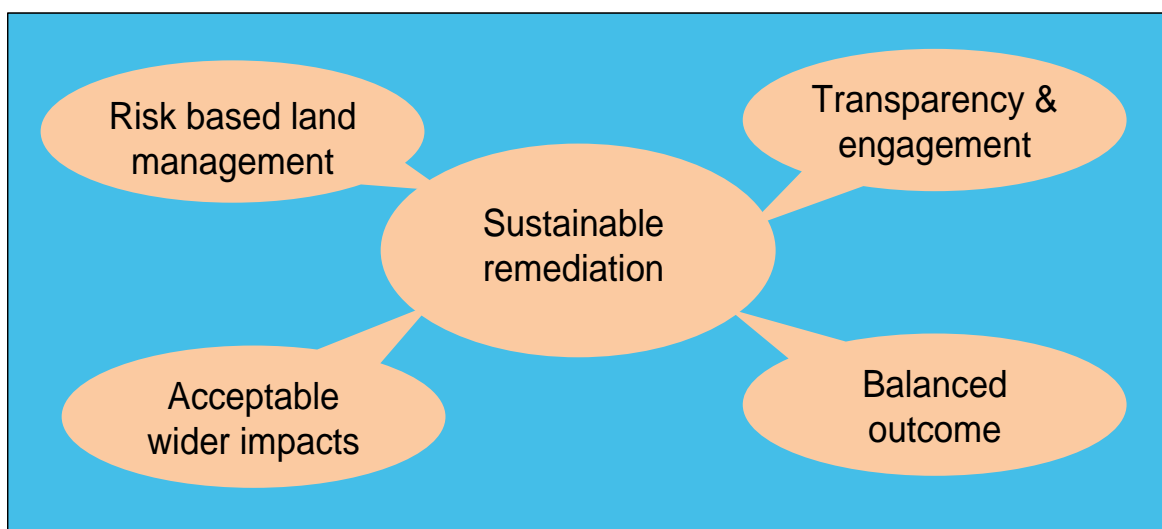 Risk based land
management
Transparency &
engagement
Sustainable
remediation
Acceptable
wider impacts
Balanced
outcome